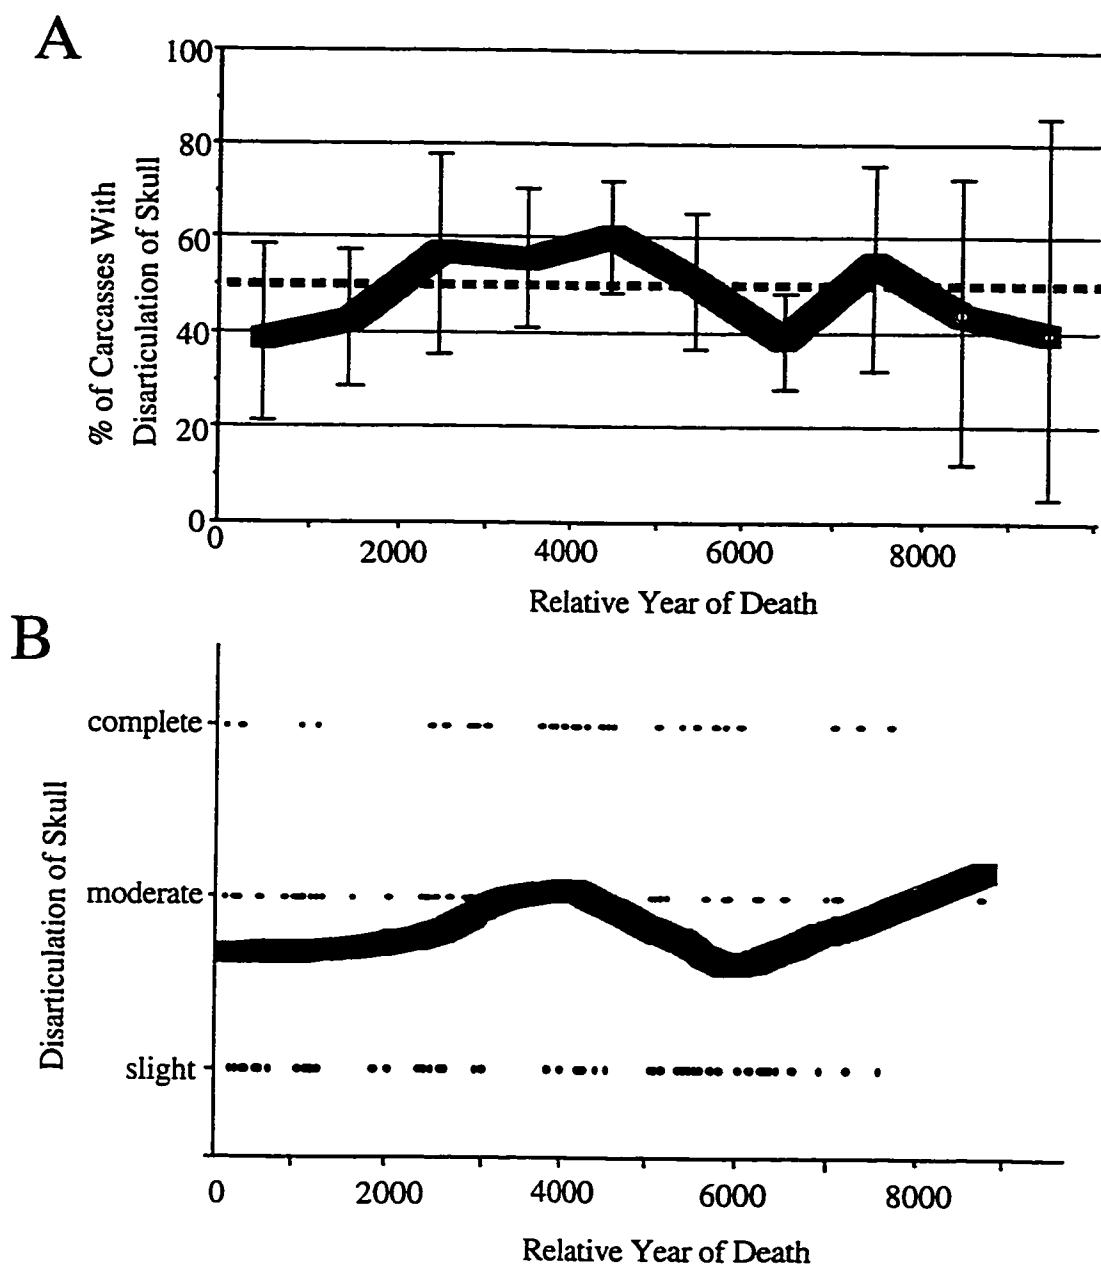 A
100
80
60
40
20
0
% of Carcasses With
Disarticulation of Skull
0 2000 4000 6000 8000
Relative Year of Death
B
complete
moderate
slight
Disarticulation of Skull
0 2000 4000 6000 8000
Relative Year of Death